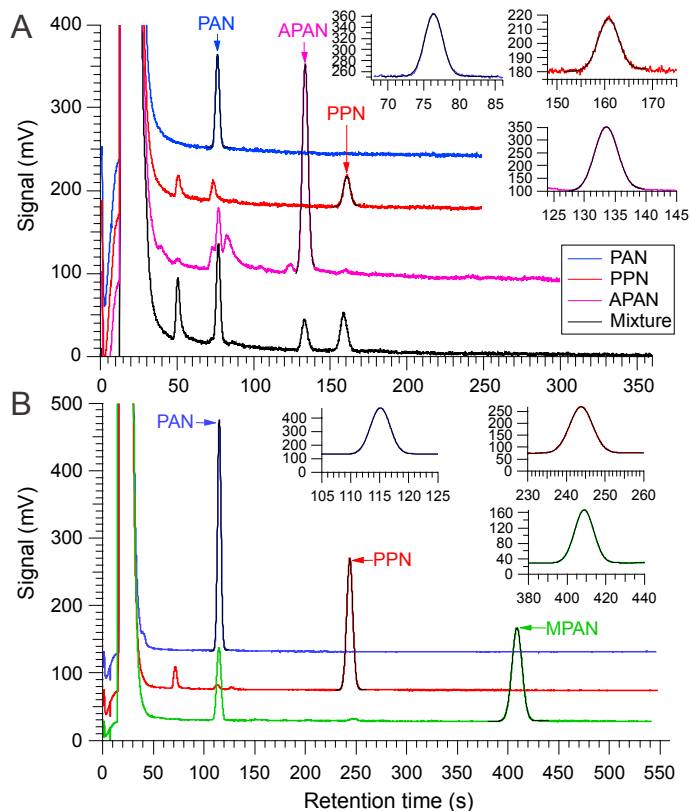 A
PAN
APAN
PPN
Signal (mV)
400
300
200
100
0
0 50 100 150 200 250 300 350
360
340
320
300
280
260
70 75 80 85
220
210
200
190
180
150 160 170
350
300
250
200
150
100
125 130 135 140 145
PAN
PPN
APAN
Mixture
B
PAN
PPN
MPAN
Signal (mV)
500
400
300
200
100
0
0 50 100 150 200 250 300 350 400 450 500 550
Retention time (s)
400
300
200
100
0
105 110 115 120 125
250
200
150
100
50
0
230 240 250 260
160
120
80
40
0
380 400 420 440